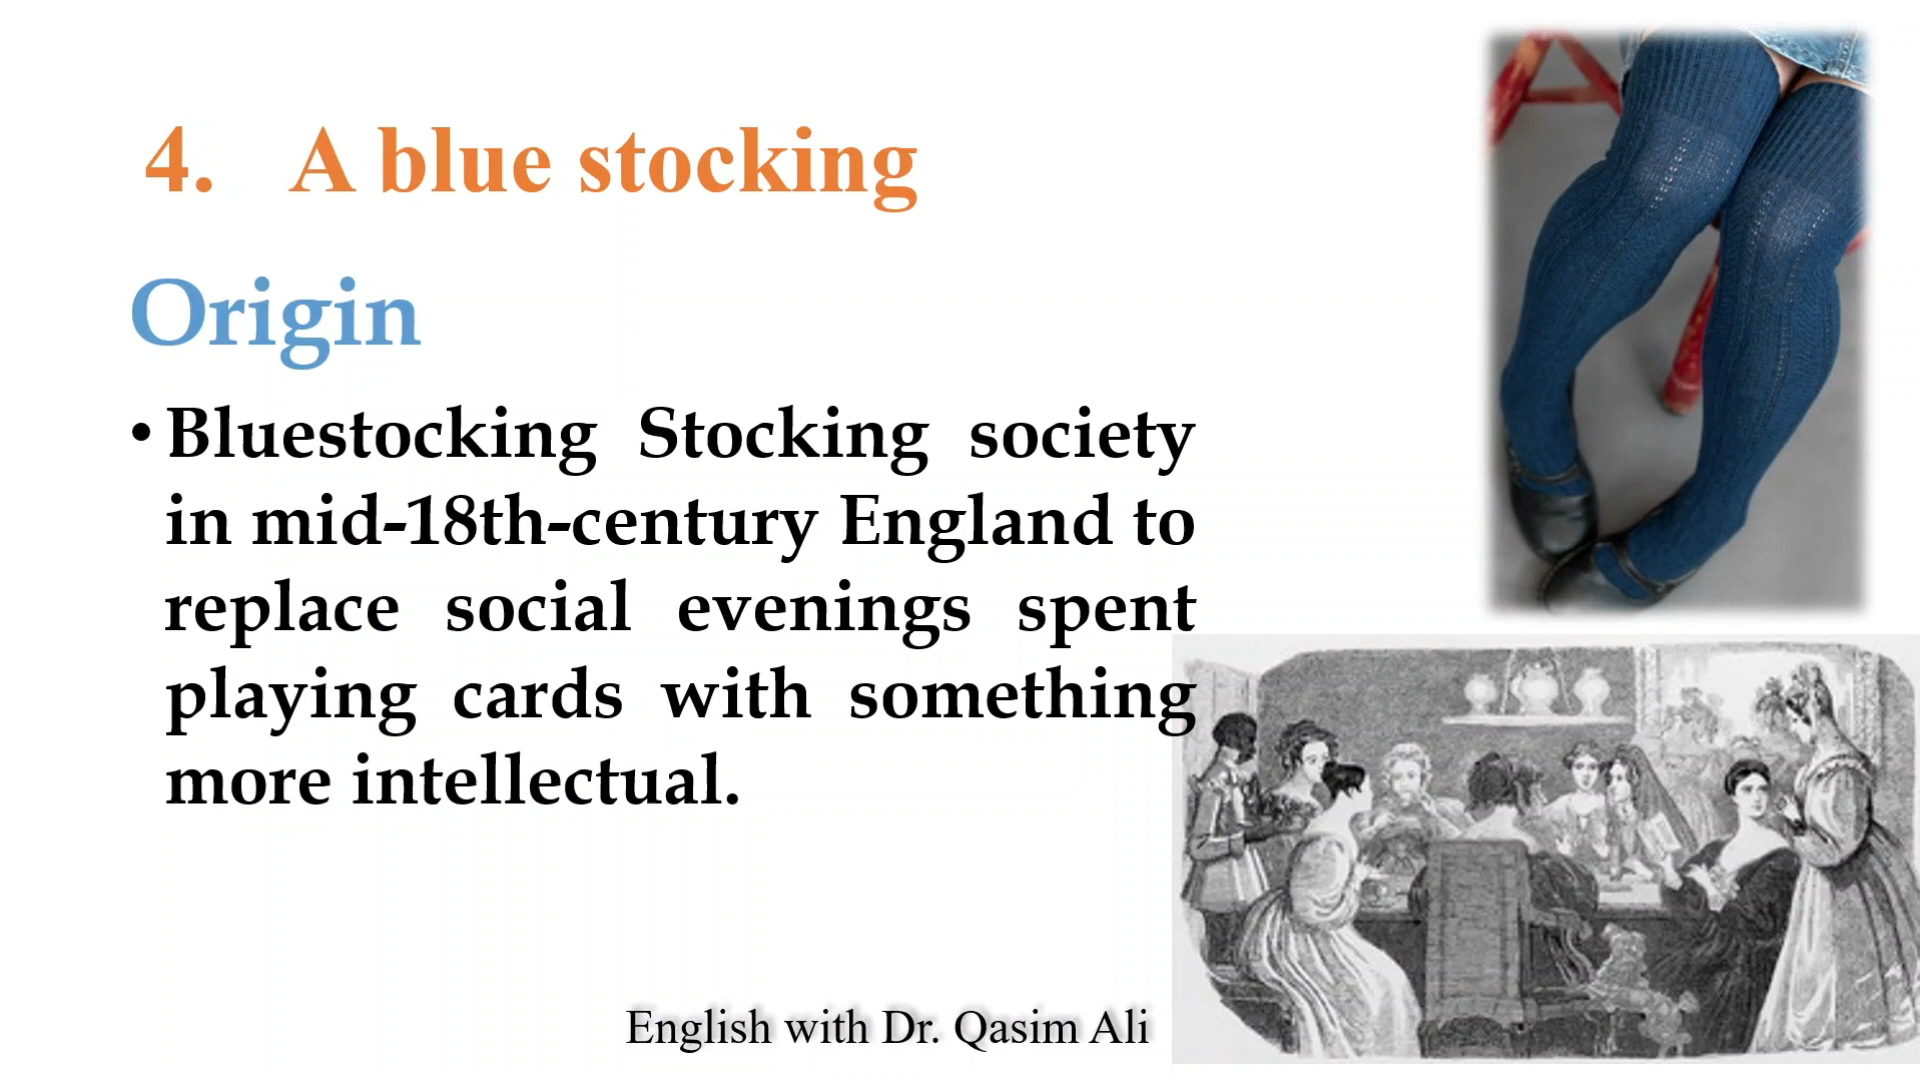 4. A blue stocking
Origin
• Bluestocking Stocking society
in mid-18th-century England to
replace social evenings spent
playing cards with something
more intellectual.
English with Dr. Qasim Ali